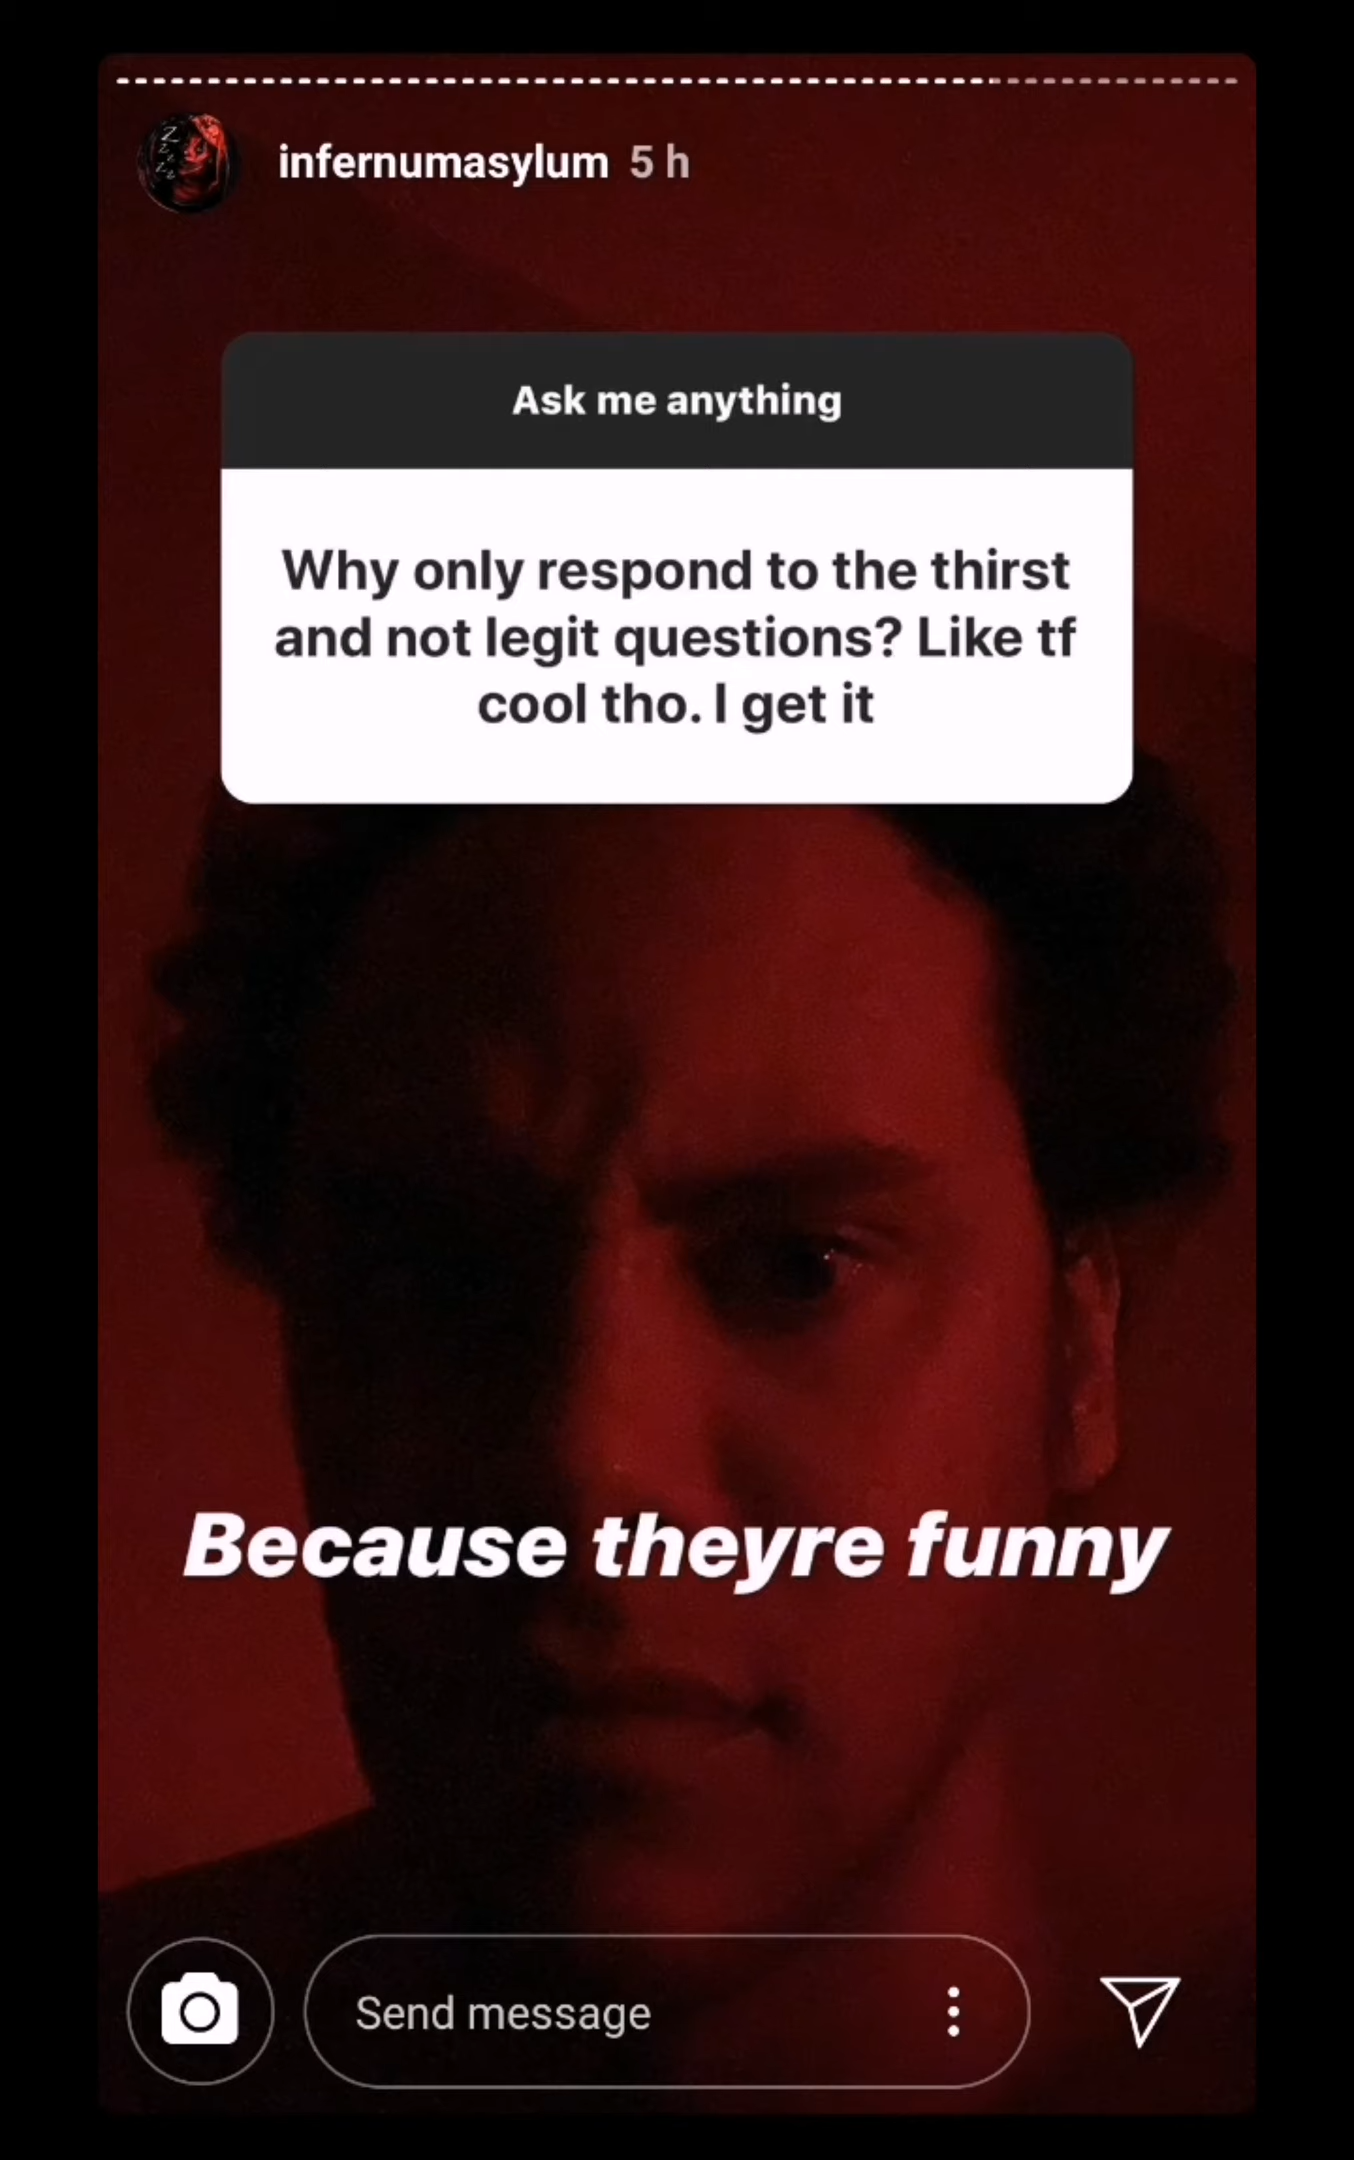 infernumasylum 5 h
Ask me anything
Why only respond to the thirst
and not legit questions? Like tf
cool tho. I get it
Because theyre funny
Send message